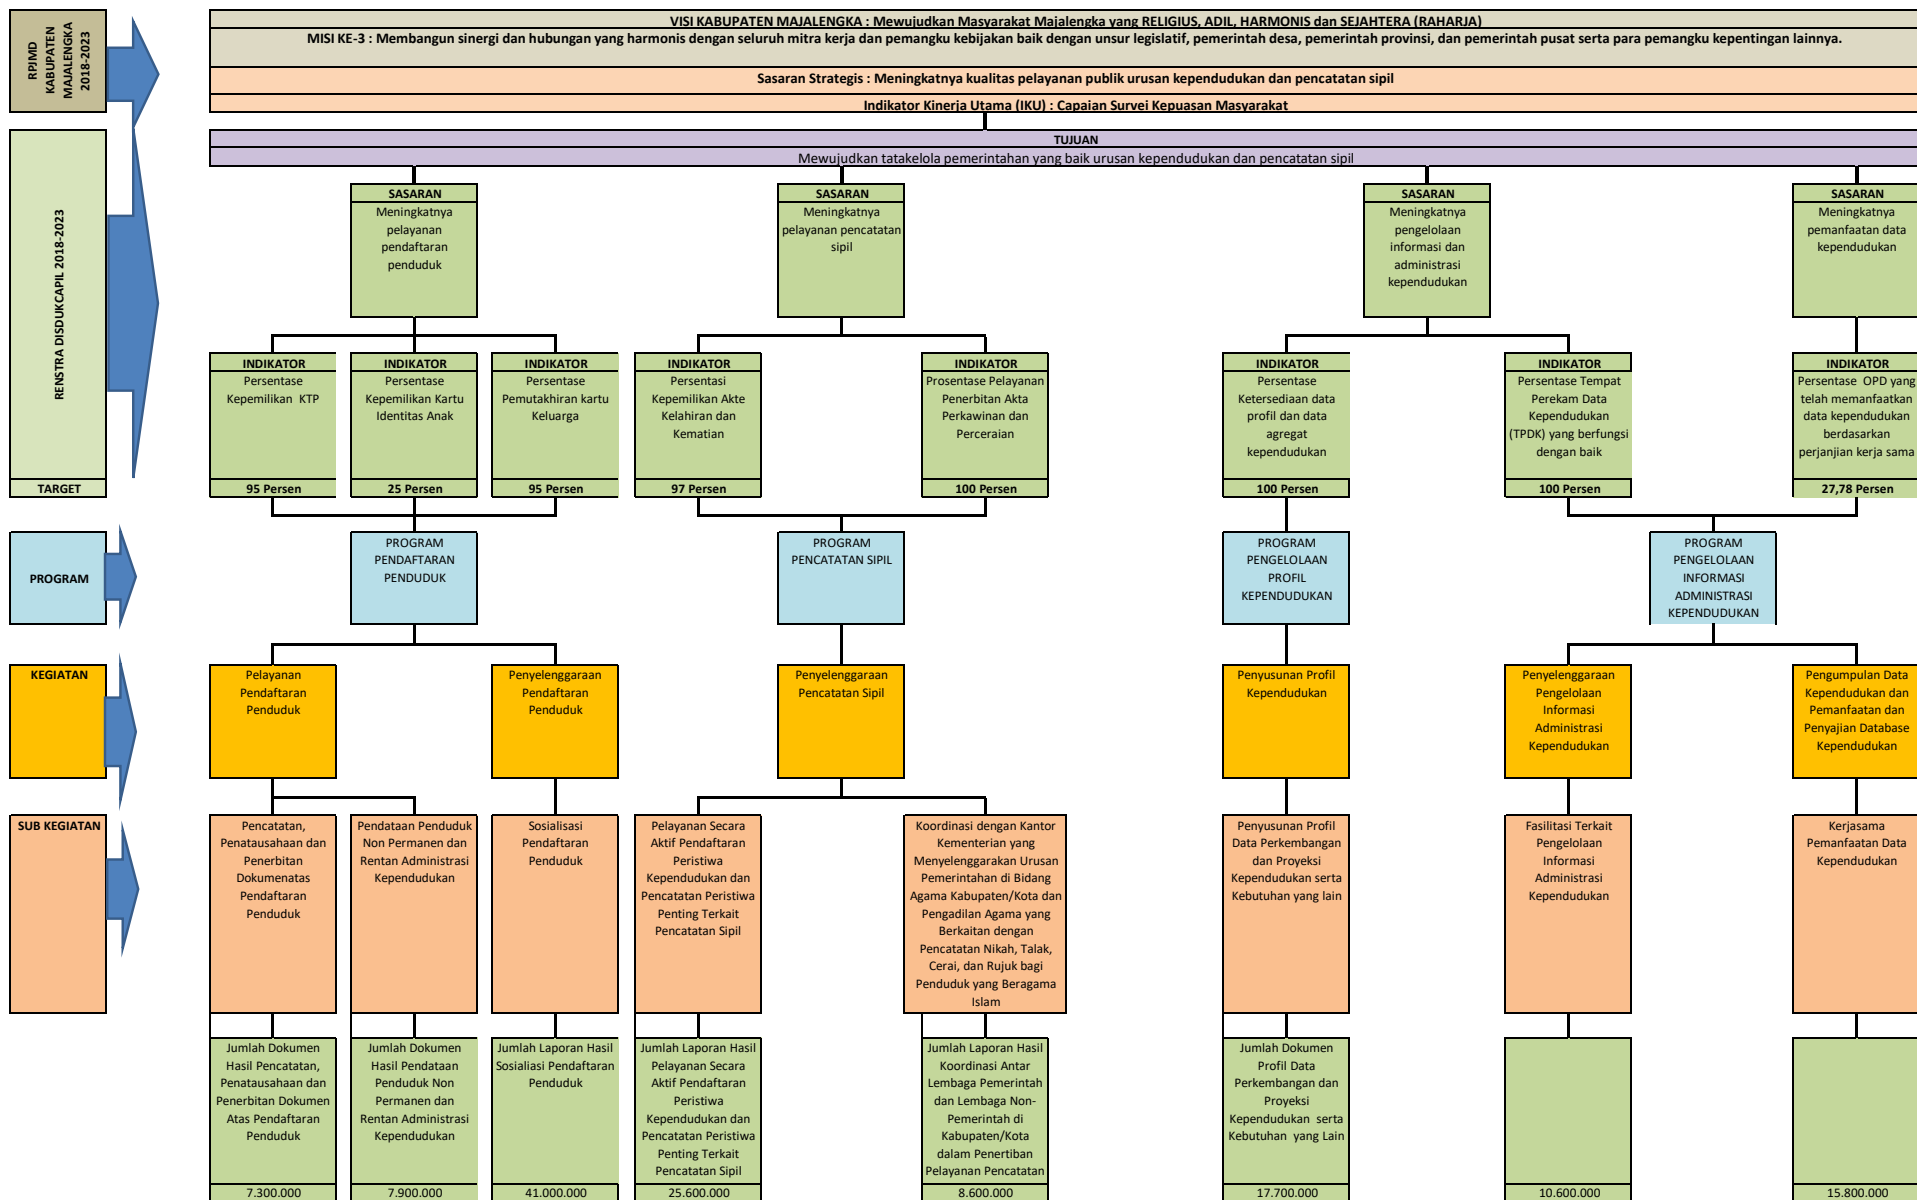 RPJMD
KABUPATEN
MAJALENGKA
2018-2023
VISI KABUPATEN MAJALENGKA : Mewujudkan Masyarakat Majalengka yang RELIGIUS, ADIL, HARMONIS dan SEJAHTERA (RAHARJA)
MISI KE-3 : Membangun sinergi dan hubungan yang harmonis dengan seluruh mitra kerja dan pemangku kebijakan baik dengan unsur legislatif, pemerintah desa, pemerintah provinsi, dan pemerintah pusat serta para pemangku kepentingan lainnya.
Sasaran Strategis : Meningkatnya kualitas pelayanan publik urusan kependudukan dan pencatatan sipil
Indikator Kinerja Utama (IKU) : Capaian Survei Kepuasan Masyarakat
RENSTRA DISDUKCAPIL 2018-2023
TUJUAN
Mewujudkan tatakelola pemerintahan yang baik urusan kependudukan dan pencatatan sipil
SASARAN
Meningkatnya
pelayanan
pendaftaran
penduduk
SASARAN
Meningkatnya
pelayanan pencatatan
sipil
SASARAN
Meningkatnya
pengelolaan
informasi dan
administrasi
kependudukan
SASARAN
Meningkatnya
pemanfaatan data
kependudukan
INDIKATOR
Persentase
Kepemilikan KTP
INDIKATOR
Persentase
Kepemilikan Kartu
Identitas Anak
INDIKATOR
Persentase
Pemutakhiran kartu
Keluarga
INDIKATOR
Persentasi
Kepemilikan Akte
Kelahiran dan
Kematian
INDIKATOR
Prosentase Pelayanan
Penerbitan Akta
Perkawinan dan
Perceraian
INDIKATOR
Persentase
Ketersediaan data
profil dan data
agregat
kependudukan
INDIKATOR
Persentase Tempat
Perekam Data
Kependudukan
(TPDK) yang berfungsi
dengan baik
INDIKATOR
Persentase OPD yang
telah memanfaatkan
data kependudukan
berdasarkan
perjanjian kerja sama
TARGET
95 Persen
25 Persen
95 Persen
97 Persen
100 Persen
100 Persen
100 Persen
27,78 Persen
PROGRAM
PROGRAM
PENDAFTARAN
PENDUDUK
PROGRAM
PENCATATAN SIPIL
PROGRAM
PENGELOLAAN
PROFIL
KEPENDUDUKAN
PROGRAM
PENGELOLAAN
INFORMASI
ADMINISTRASI
KEPENDUDUKAN
KEGIATAN
Pelayanan
Pendaftaran
Penduduk
Penyelenggaraan
Pendaftaran
Penduduk
Penyelenggaraan
Pencatatan Sipil
Penyusunan Profil
Kependudukan
Penyelenggaraan
Pengelolaan
Informasi
Administrasi
Kependudukan
Pengumpulan Data
Kependudukan dan
Pemanfaatan dan
Penyajian Database
Kependudukan
SUB KEGIATAN
Pencatatan,
Penatausahaan dan
Penerbitan
Dokumenatas
Pendaftaran
Penduduk
Pendataan Penduduk
Non Permanen dan
Rentan Administrasi
Kependudukan
Sosialisasi
Pendaftaran
Penduduk
Pelayanan Secara
Aktif Pendaftaran
Peristiwa
Kependudukan dan
Pencatatan Peristiwa
Penting Terkait
Pencatatan Sipil
Koordinasi dengan Kantor
Kementerian yang
Menyelenggarakan Urusan
Pemerintahan di Bidang
Agama Kabupaten/Kota dan
Pengadilan Agama yang
Berkaitan dengan
Pencatatan Nikah, Talak,
Cerai, dan Rujuk bagi
Penduduk yang Beragama
Islam
Penyusunan Profil
Data Perkembangan
dan Proyeksi
Kependudukan serta
Kebutuhan yang lain
Fasilitasi Terkait
Pengelolaan
Informasi
Administrasi
Kependudukan
Kerjasama
Pemanfaatan Data
Kependudukan
Jumlah Dokumen
Hasil Pencatatan,
Penatausahaan dan
Penerbitan Dokumen
Atas Pendaftaran
Penduduk
Jumlah Dokumen
Hasil Pendataan
Penduduk Non
Permanen dan
Rentan Administrasi
Kependudukan
Jumlah Laporan Hasil
Sosialiasi Pendaftaran
Penduduk
Jumlah Laporan Hasil
Pelayanan Secara
Aktif Pendaftaran
Peristiwa
Kependudukan dan
Pencatatan Peristiwa
Penting Terkait
Pencatatan Sipil
Jumlah Laporan Hasil
Koordinasi Antar
Lembaga Pemerintah
dan Lembaga Non-
Pemerintah di
Kabupaten/Kota
dalam Penertiban
Pelayanan Pencatatan
Jumlah Dokumen
Profil Data
Perkembangan dan
Proyeksi
Kependudukan serta
Kebutuhan yang Lain
7.300.000
7.900.000
41.000.000
25.600.000
8.600.000
17.700.000
10.600.000
15.800.000